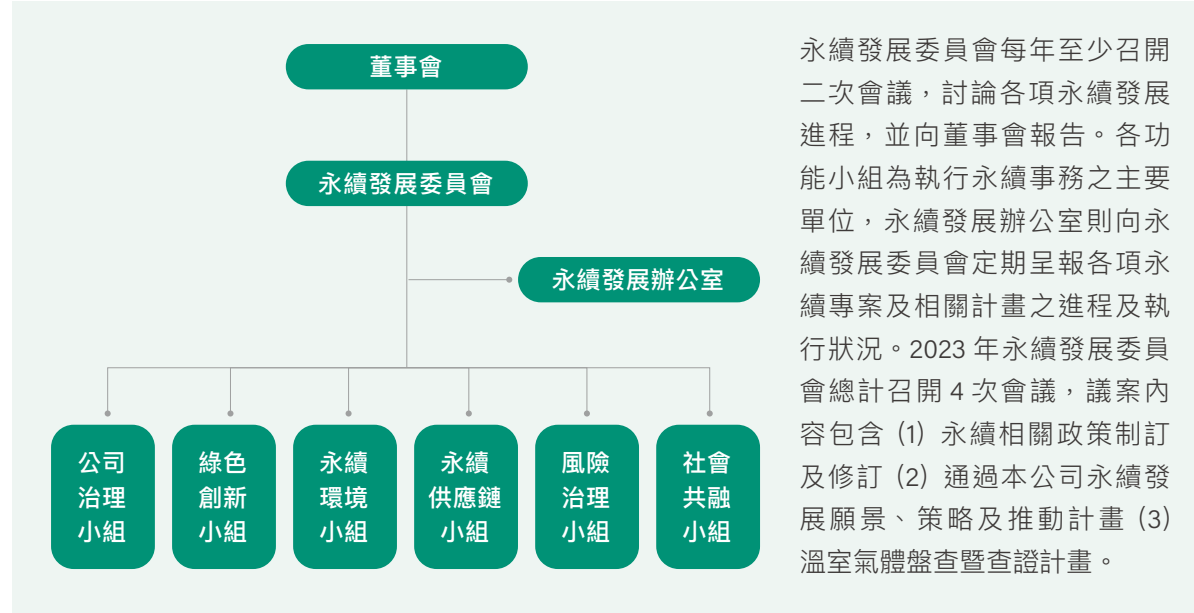 董事會
永續發展委員會
永續發展辦公室
公司
治理
小組
綠色
創新
小組
永續
環境
小組
永續
供應鏈
小組
風險
治理
小組
社會
共融
小組
永續發展委員會每年至少召開
二次會議，討論各項永續發展
進程，並向董事會報告。各功
能小組為執行永續事務之主要
單位，永續發展辦公室則向永
續發展委員會定期呈報各項永
續專案及相關計畫之進程及執
行狀況。2023 年永續發展委員
會總計召開 4 次會議，議案內
容包含 (1) 永續相關政策制訂
及修訂 (2) 通過本公司永續發
展願景、策略及推動計畫 (3)
溫室氣體盤查暨查證計畫。